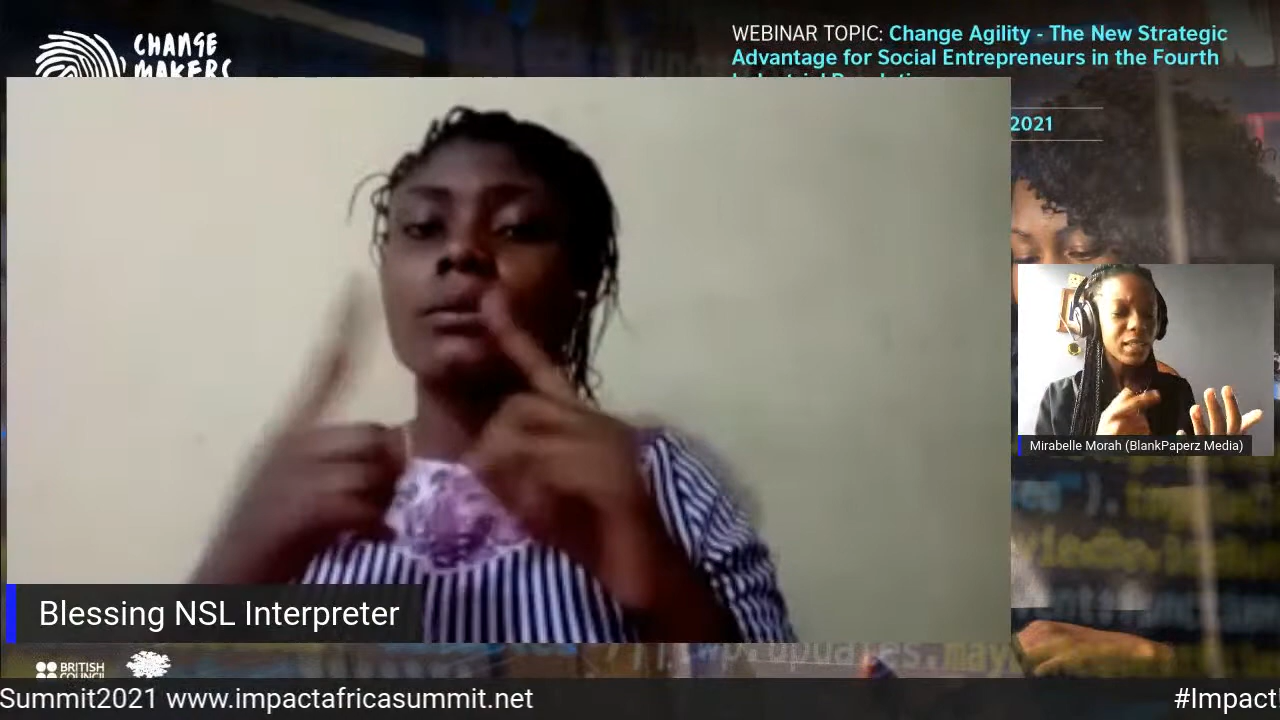 CHANGE
MAKERS
WEBINAR TOPIC: Change Agility - The New Strategic
Advantage for Social Entrepreneurs in the Fourth
2021
Mirabelle Morah (BlankPaperz Media)
Blessing NSL Interpreter
BRITISH
COUNCIL
Summit2021 www.impactafricasummit.net
#Impact